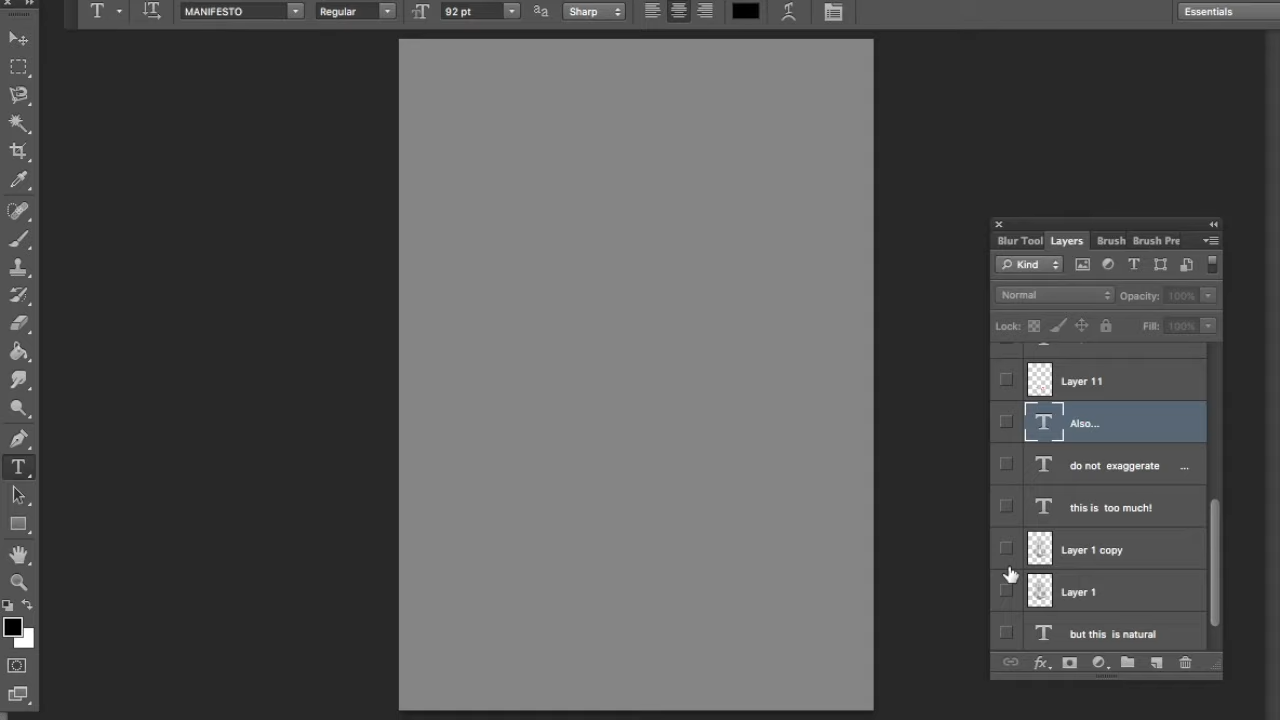 T MANIFESTO Regular 92 pt Sharp Essentials
Blur Tool Layers Brush Brush Pre
Kind
Normal Opacity: 100%
Lock: Fill: 100%
Layer 11
T Also...
T do not exaggerate ...
T this is too much!
Layer 1 copy
Layer 1
T but this is natural
fx